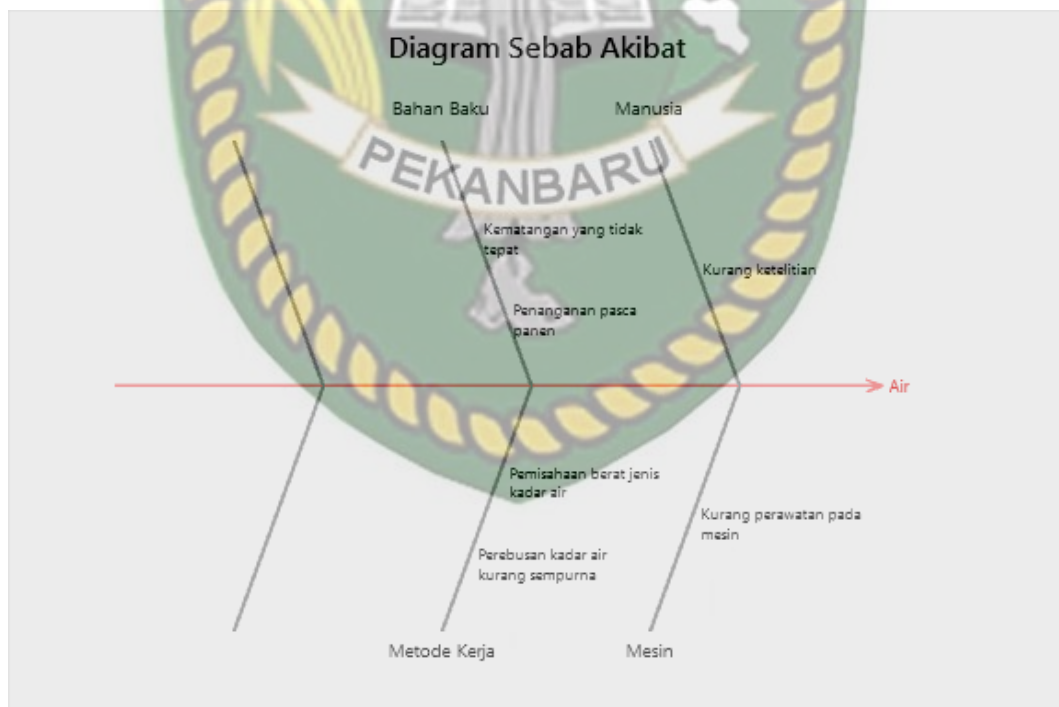 Diagram Sebab Akibat
Bahan Baku
Manusia
PEKANBARU
Kematangan yang tidak
tepat
Kurang ketelitian
Penanganan pasca
panen
Air
Pemisahaan berat jenis
kadar air
Kurang perawatan pada
mesin
Perebusan kadar air
kurang sempurna
Metode Kerja
Mesin